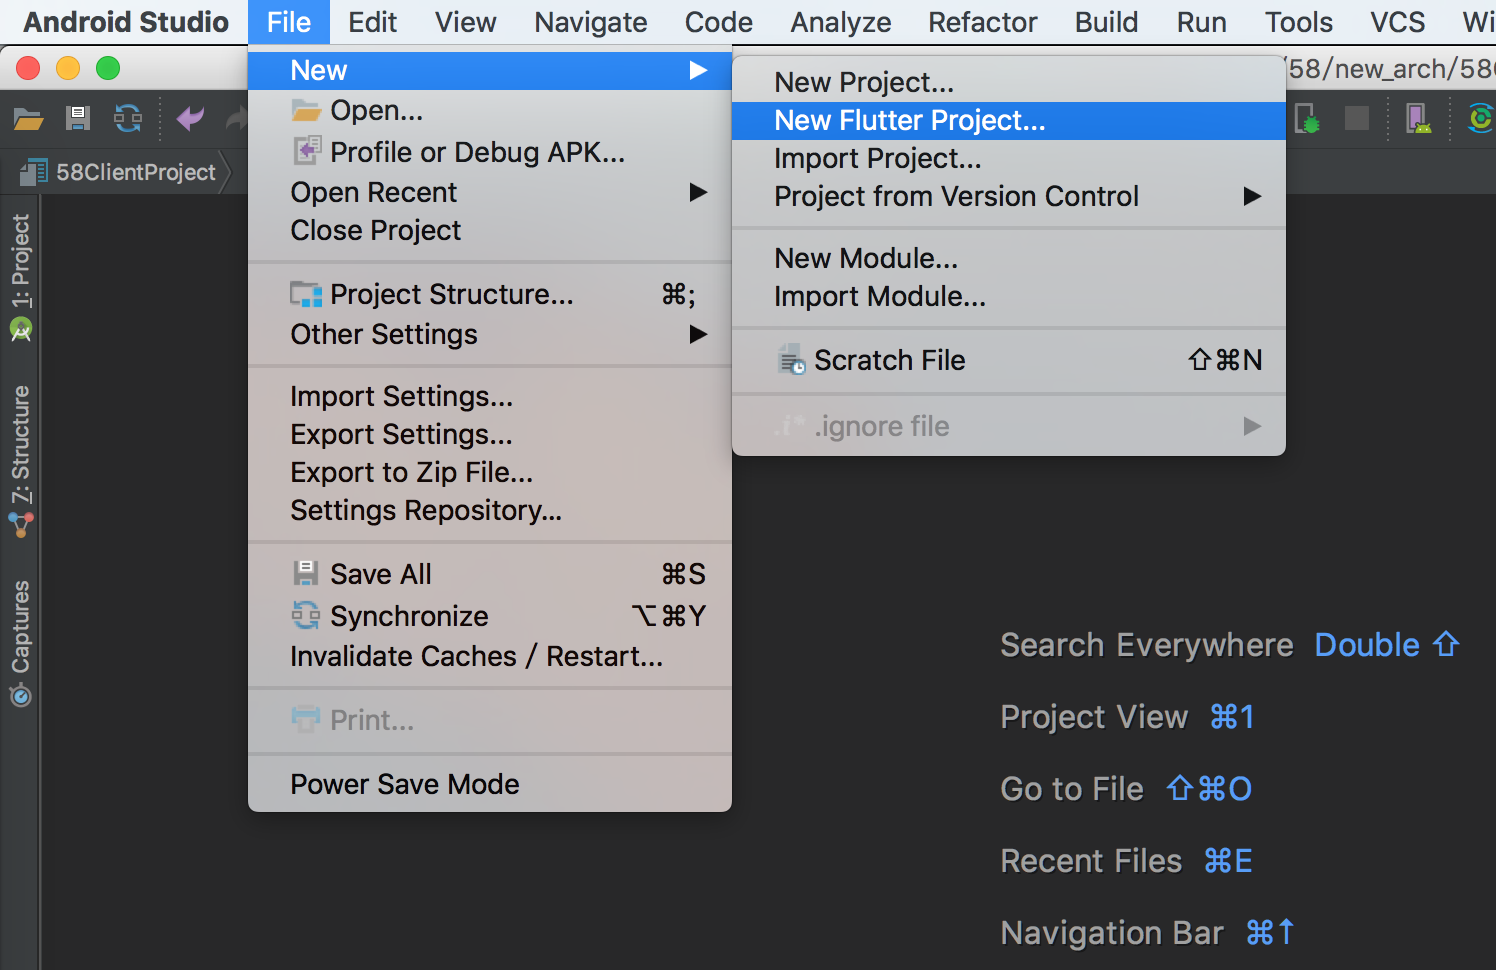 Android Studio File Edit View Navigate Code Analyze Refactor Build Run Tools VCS Wi
/58/new_arch/58
58ClientProject
1: Project
7: Structure
Captures
New
Open...
Profile or Debug APK...
Open Recent
Close Project
Project Structure... ⌘;
Other Settings
Import Settings...
Export Settings...
Export to Zip File...
Settings Repository...
Save All ⌘S
Synchronize ⌥⌘Y
Invalidate Caches / Restart...
Print...
Power Save Mode
New Project...
New Flutter Project...
Import Project...
Project from Version Control
New Module...
Import Module...
Scratch File ⇧⌘N
.i* .ignore file
Search Everywhere Double ⇧
Project View ⌘1
Go to File ⇧⌘O
Recent Files ⌘E
Navigation Bar ⌘↑